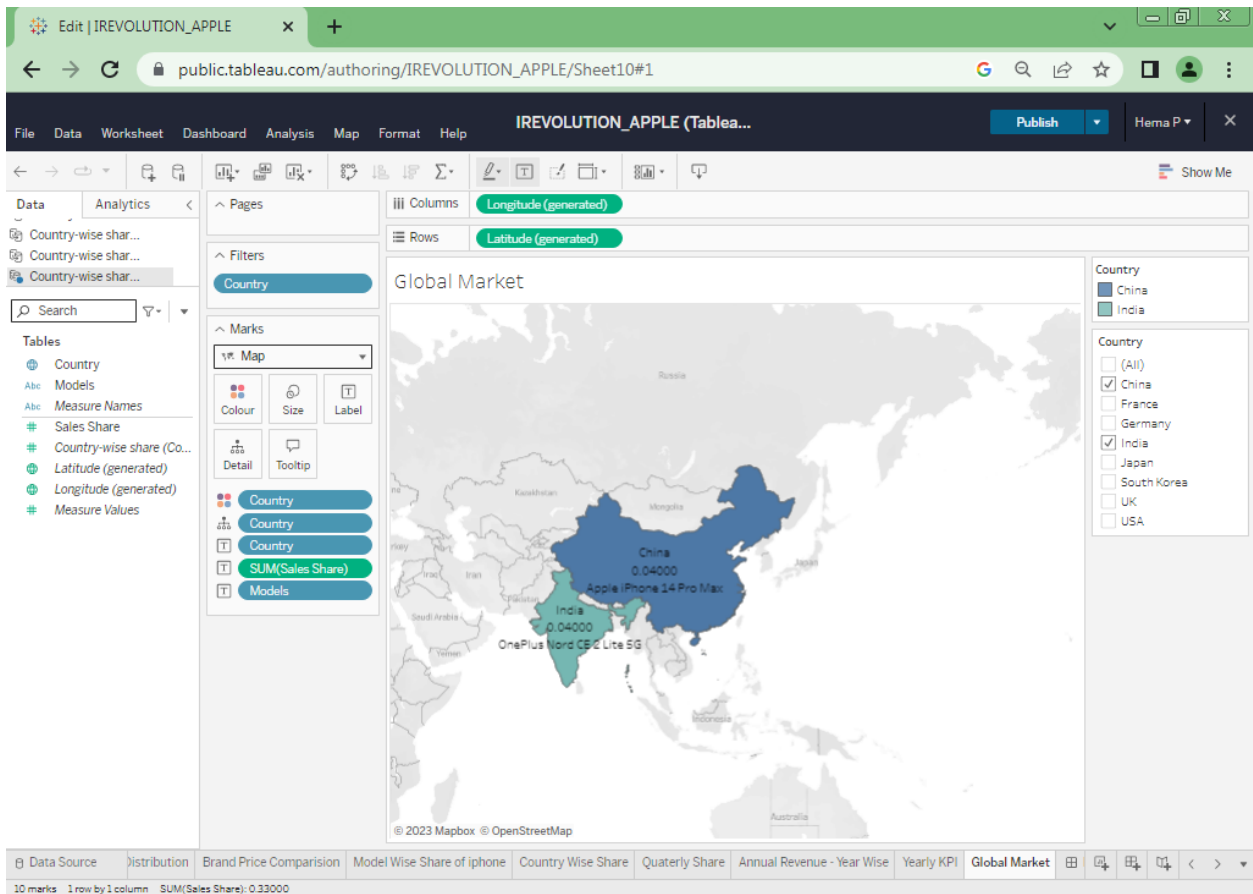 Edit | IREVOLUTION_APPLE
public.tableau.com/authoring/IREVOLUTION_APPLE/Sheet10#1
File Data Worksheet Dashboard Analysis Map Format Help IREVOLUTION_APPLE (Tablea... Publish Hema P
Show Me
Data Analytics
Country-wise shar...
Country-wise shar...
Country-wise shar...
Search
Tables
Country
Abc Models
Abc Measure Names
# Sales Share
# Country-wise share (Co...
Latitude (generated)
Longitude (generated)
# Measure Values
Pages
Filters
Country
Marks
Map
Colour Size Label
Detail Tooltip
Country
Country
T Country
T SUM(Sales Share)
T Models
iii Columns Longitude (generated)
Rows Latitude (generated)
Global Market
Russia
Kazakhstan
Mongolia
China
0.04000
Apple iPhone 14 Pro Max
Japan
Iraq
Iran
Pakistan
Saudi Arabia
India
0.04000
OnePlus Nord CE 2 Lite 5G
Yemen
Indonesia
Australia
© 2023 Mapbox © OpenStreetMap
Country
China
India
Country
(All)
China
France
Germany
India
Japan
South Korea
UK
USA
Data Source Distribution Brand Price Comparision Model Wise Share of iphone Country Wise Share Quaterly Share Annual Revenue - Year Wise Yearly KPI Global Market
10 marks 1 row by 1 column SUM(Sales Share): 0.33000